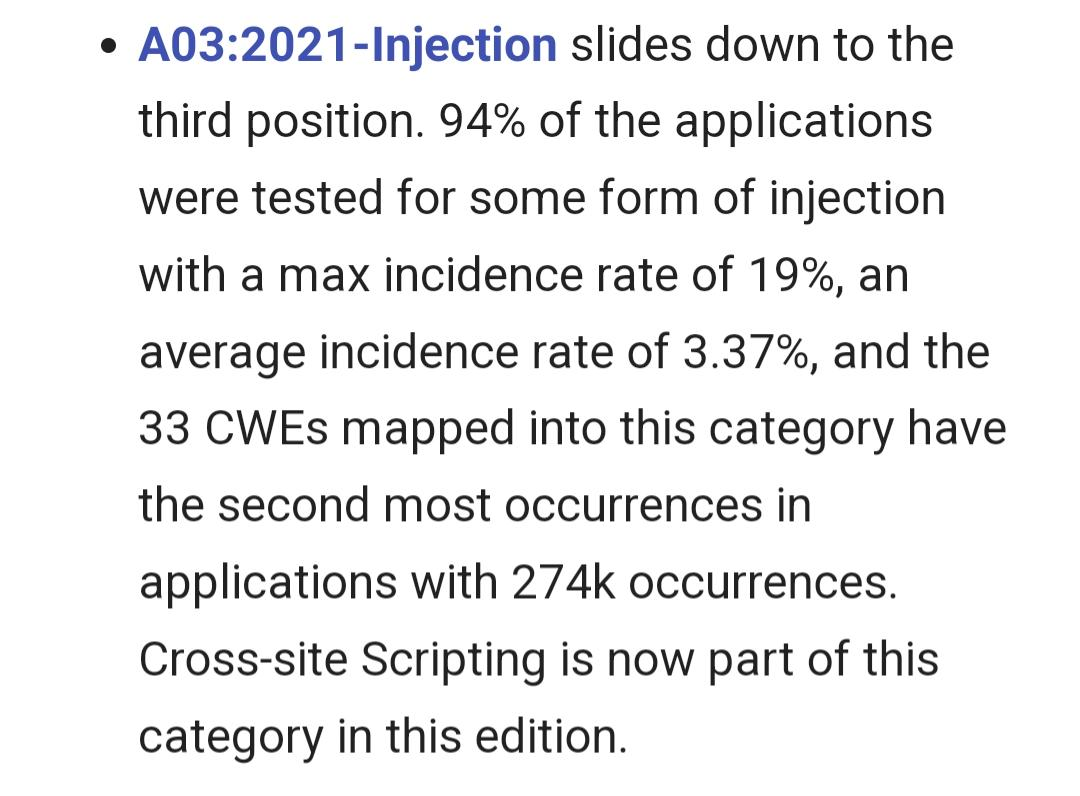 • A03:2021-Injection slides down to the
third position. 94% of the applications
were tested for some form of injection
with a max incidence rate of 19%, an
average incidence rate of 3.37%, and the
33 CWEs mapped into this category have
the second most occurrences in
applications with 274k occurrences.
Cross-site Scripting is now part of this
category in this edition.